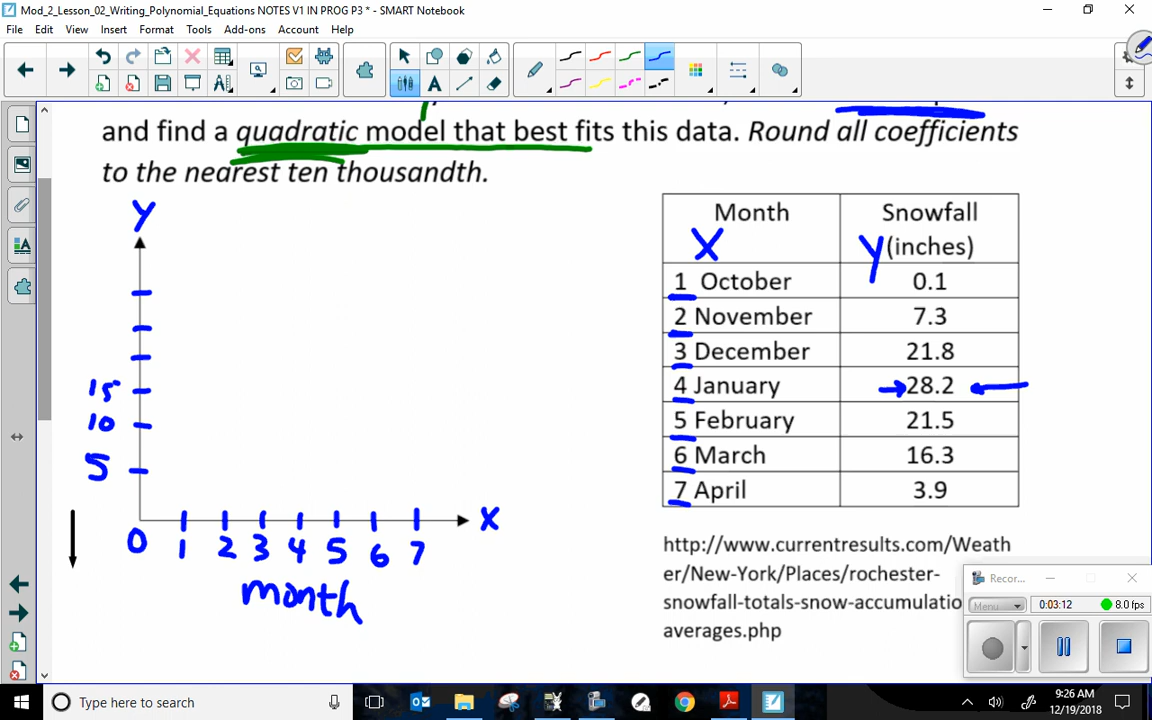 Mod_2_Lesson_02_Writing_Polynomial_Equations NOTES V1 IN PROG P3 * - SMART Notebook
File Edit View Insert Format Tools Add-ons Account Help
and find a quadratic model that best fits this data. Round all coefficients
to the nearest ten thousandth.
y
15
10
5
0 1 2 3 4 5 6 7 x
month
Month Snowfall
X y (inches)
1 October 0.1
2 November 7.3
3 December 21.8
4 January 28.2
5 February 21.5
6 March 16.3
7 April 3.9
http://www.currentresults.com/Weath
er/New-York/Places/rochester-
snowfall-totals-snow-accumulatio
averages.php
Recor...
Menu 0:03:12 8.0 fps
Type here to search
9:26 AM
12/19/2018